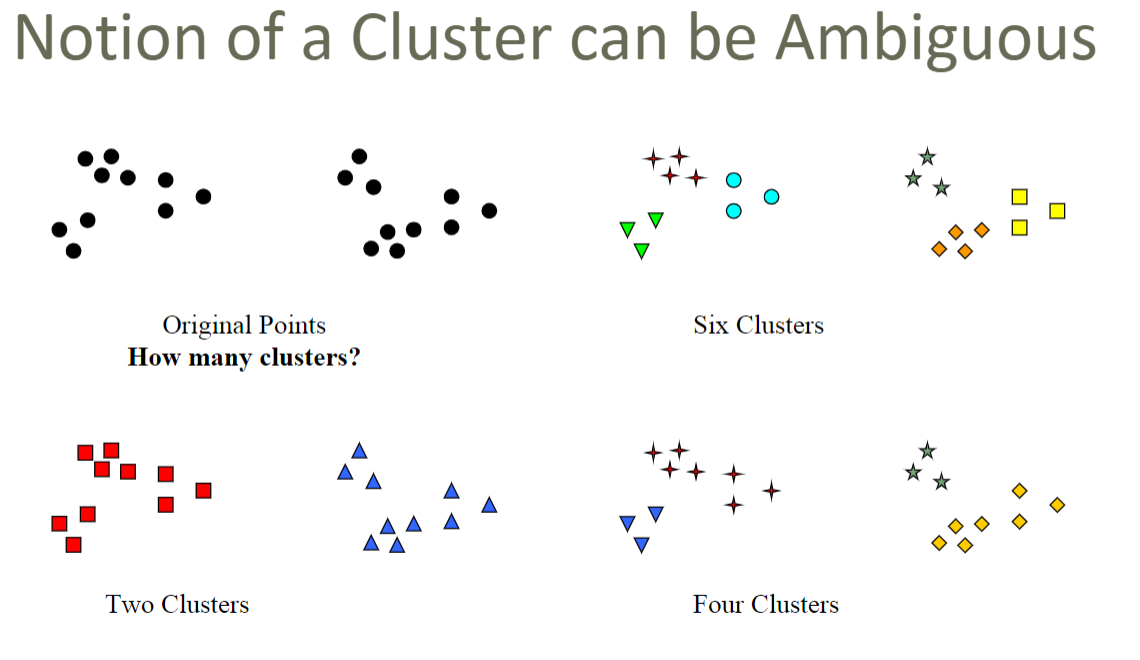 Notion of a Cluster can be Ambiguous
Original Points
How many clusters?
Six Clusters
Two Clusters
Four Clusters